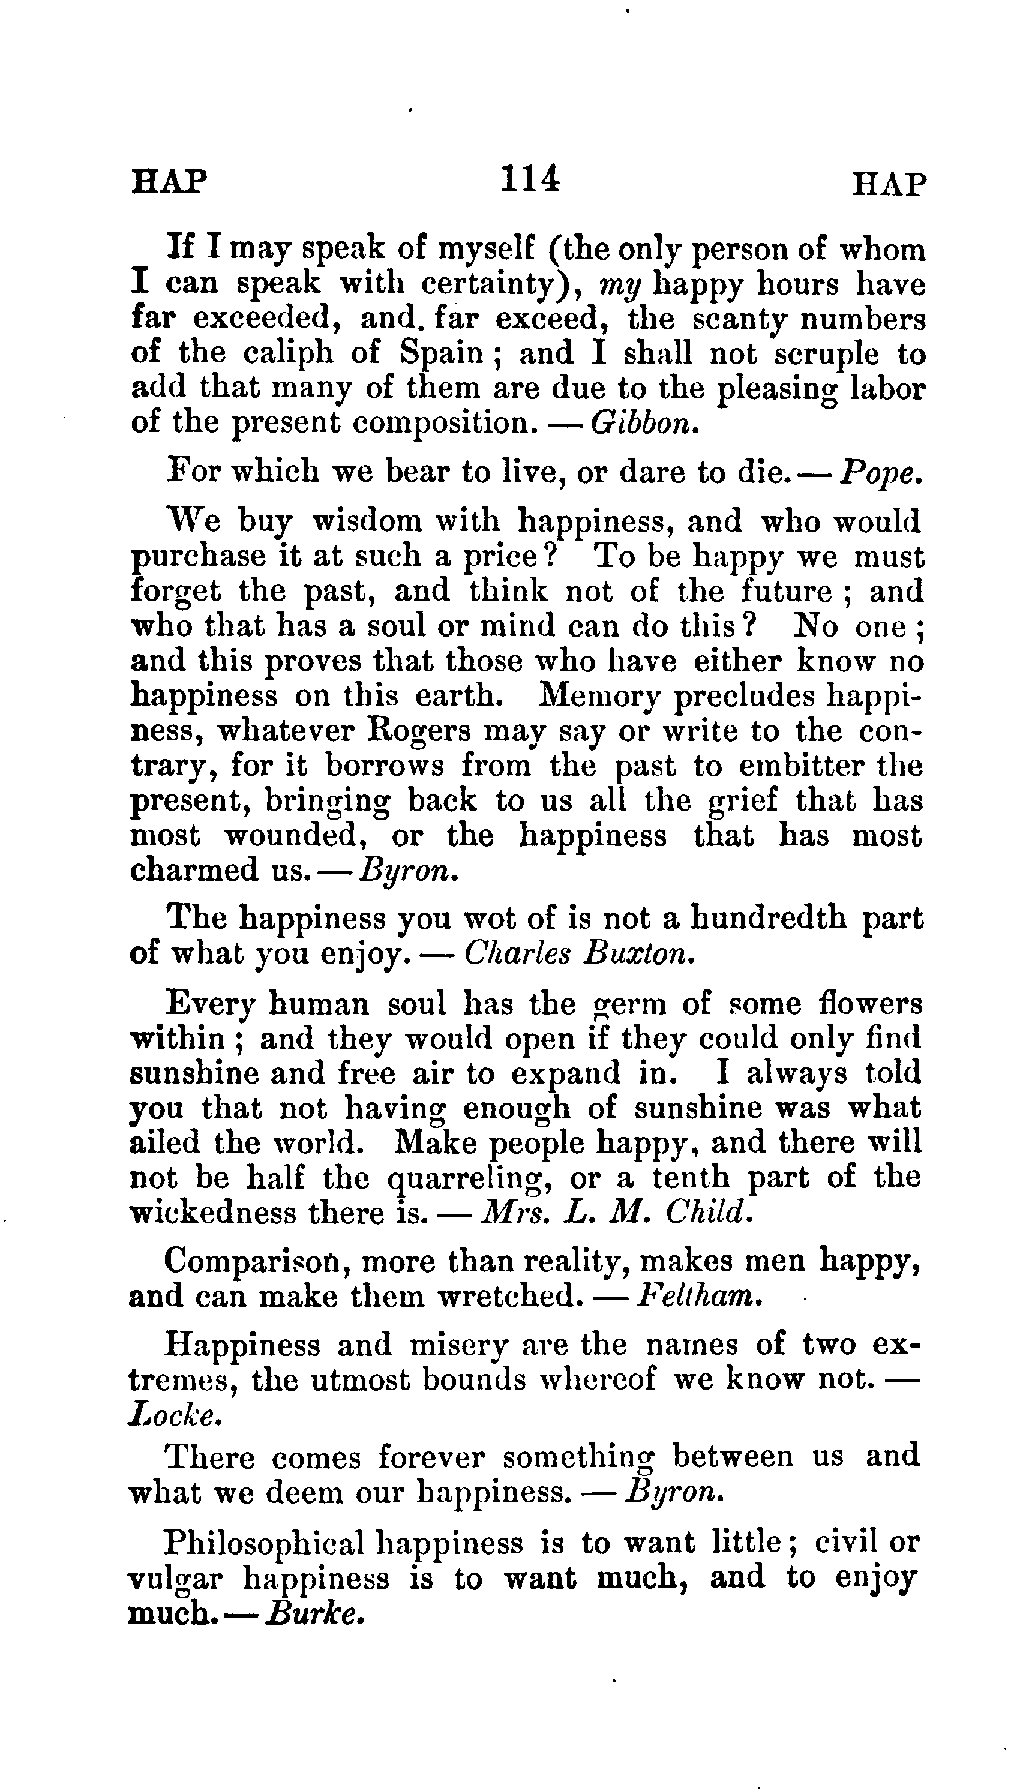 HAP 114 HAP
If I may speak of myself (the only person of whom
I can speak with certainty), my happy hours have
far exceeded, and. far exceed, the scanty numbers
of the caliph of Spain ; and I shall not scruple to
add that many of them are due to the pleasing labor
of the present composition. — Gibbon.
For which we bear to live, or dare to die. — Pope.
We buy wisdom with happiness, and who would
purchase it at such a price? To be happy we must
forget the past, and think not of the future ; and
who that has a soul or mind can do this? No one ;
and this proves that those who have either know no
happiness on this earth. Memory precludes happi-
ness, whatever Rogers may say or write to the con-
trary, for it borrows from the past to embitter the
present, bringing back to us all the grief that has
most wounded, or the happiness that has most
charmed us. — Byron.
The happiness you wot of is not a hundredth part
of what you enjoy. — Charles Buxton.
Every human soul has the germ of some flowers
within ; and they would open if they could only find
sunshine and free air to expand in. I always told
you that not having enough of sunshine was what
ailed the world. Make people happy, and there will
not be half the quarreling, or a tenth part of the
wickedness there is. — Mrs. L. M. Child.
Comparison, more than reality, makes men happy,
and can make them wretched. — Feltham.
Happiness and misery are the names of two ex-
tremes, the utmost bounds whereof we know not. —
Locke.
There comes forever something between us and
what we deem our happiness. — Byron.
Philosophical happiness is to want little ; civil or
vulgar happiness is to want much, and to enjoy
much. — Burke.